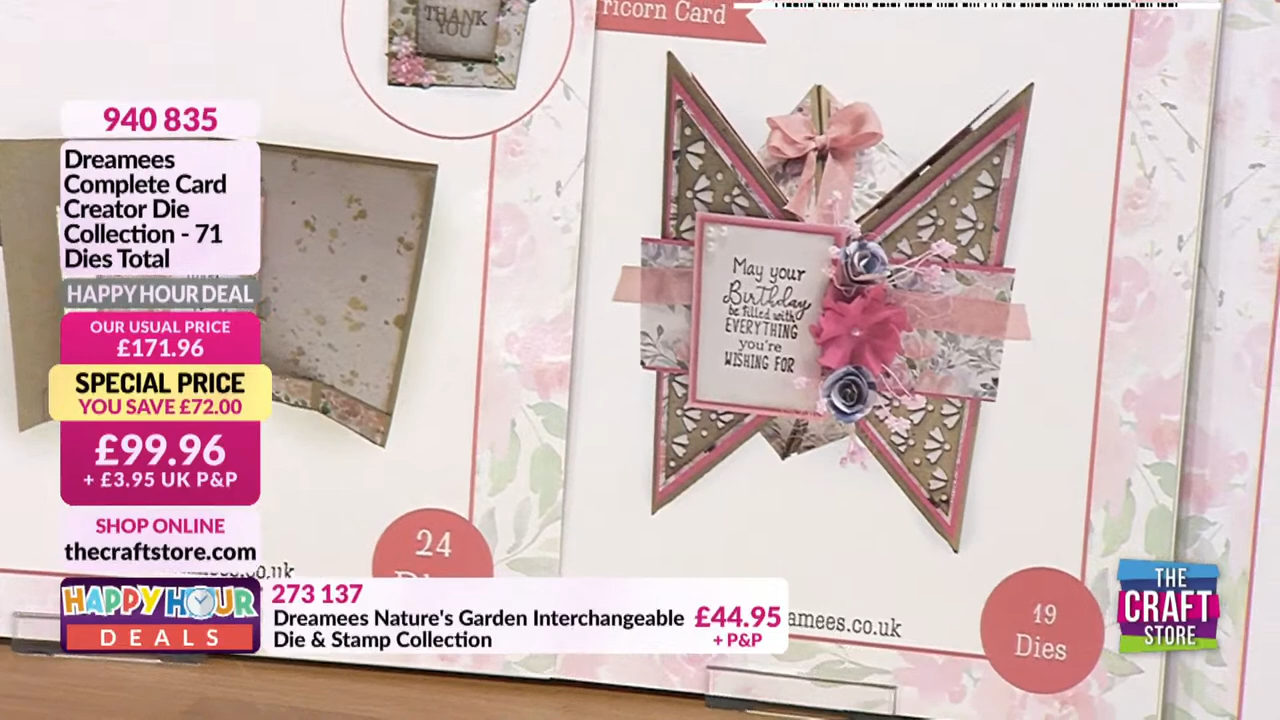 THANK
YOU
ricorn Card
940 835
Dreamees
Complete Card
Creator Die
Collection - 71
Dies Total
HAPPY HOUR DEAL
OUR USUAL PRICE
£171.96
SPECIAL PRICE
YOU SAVE £72.00
£99.96
+ £3.95 UK P&P
SHOP ONLINE
thecraftstore.com
May your
Birthday
be filled with
EVERYTHING
you're
WISHING FOR
24
co.uk
HAPPY HOUR
DEALS
273 137
Dreamees Nature's Garden Interchangeable
Die & Stamp Collection
£44.95
+ P&P
amees.co.uk
19
Dies
THE
CRAFT
STORE